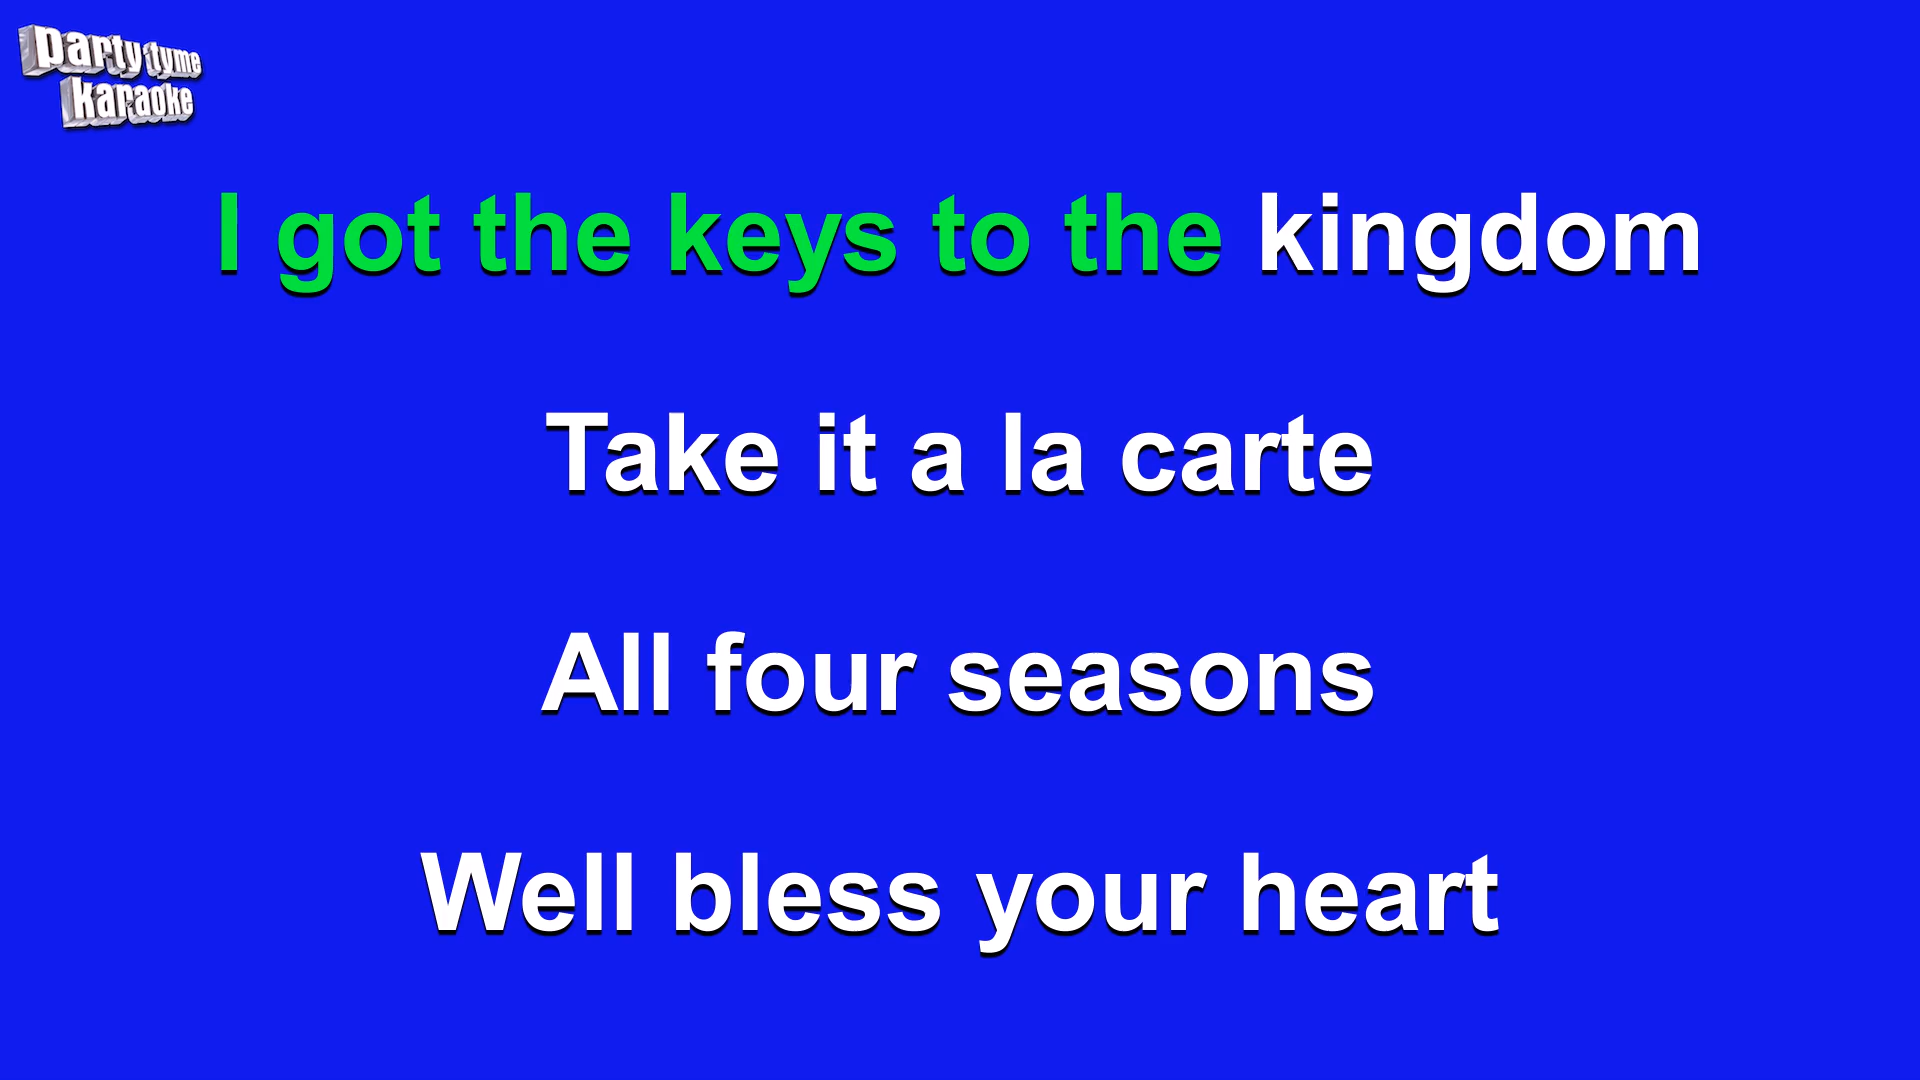 party tyme
karaoke
I got the keys to the kingdom
Take it a la carte
All four seasons
Well bless your heart